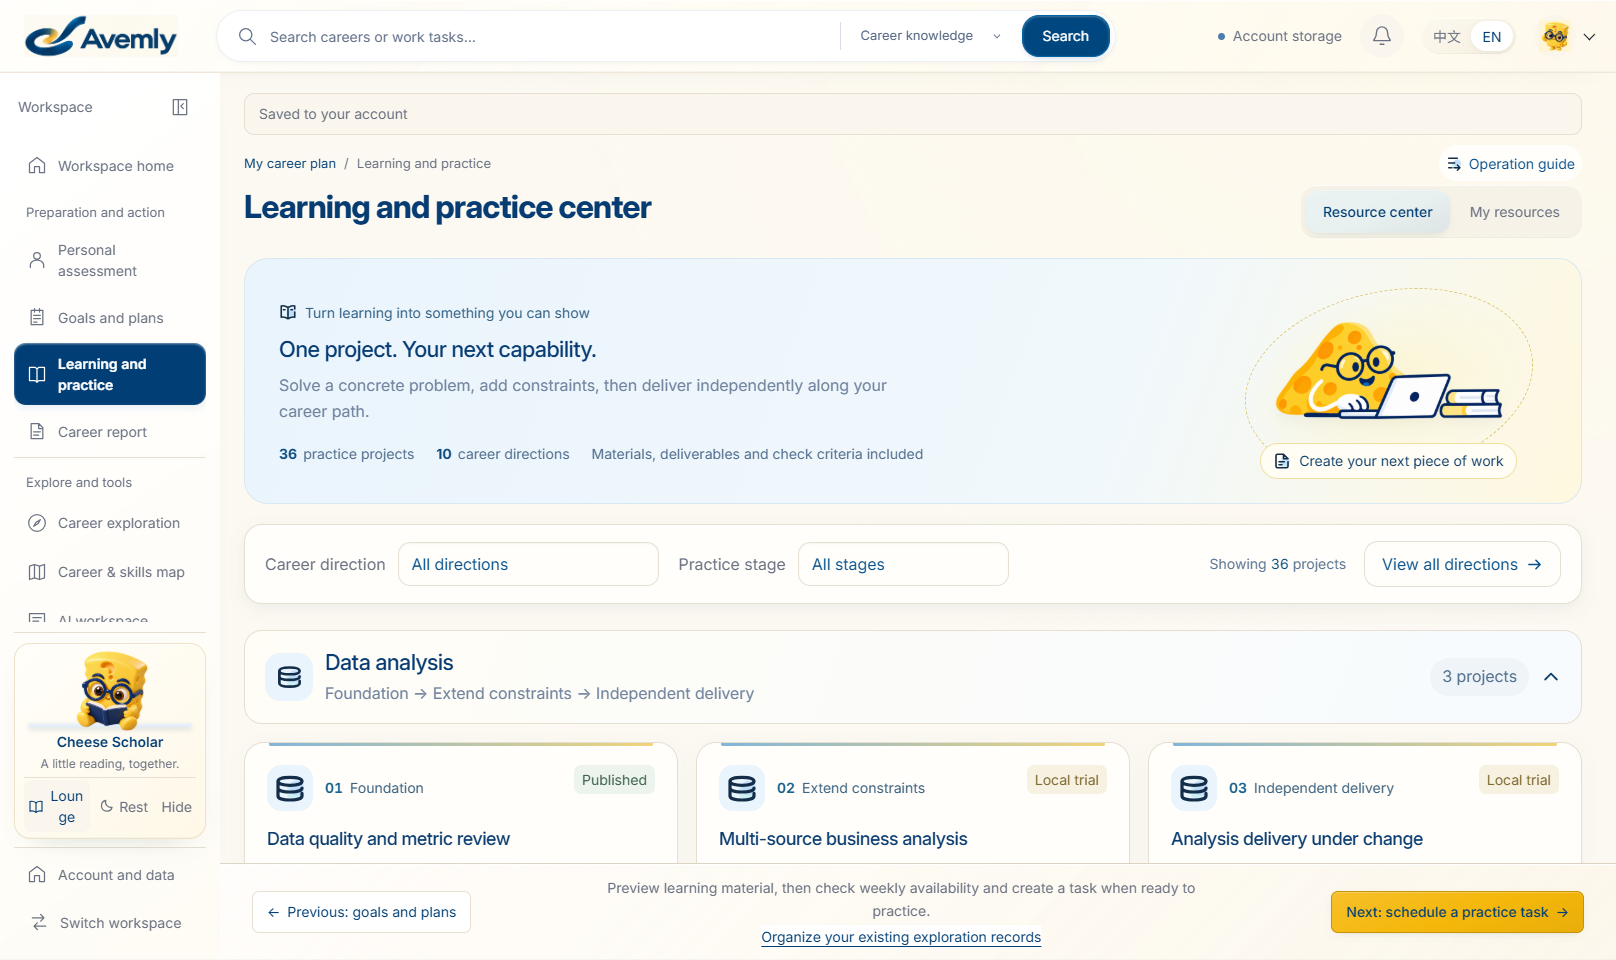 Avemly
Search careers or work tasks...
Career knowledge
Search
Account storage
中文
EN
Workspace
Workspace home
Preparation and action
Personal
assessment
Goals and plans
Learning and
practice
Career report
Explore and tools
Career exploration
Career & skills map
AI workspace
Cheese Scholar
A little reading, together.
Loun
ge
Rest
Hide
Account and data
Switch workspace
Saved to your account
My career plan / Learning and practice
Operation guide
Learning and practice center
Resource center
My resources
Turn learning into something you can show
One project. Your next capability.
Solve a concrete problem, add constraints, then deliver independently along your
career path.
36 practice projects
10 career directions
Materials, deliverables and check criteria included
Create your next piece of work
Career direction
All directions
Practice stage
All stages
Showing 36 projects
View all directions →
Data analysis
Foundation → Extend constraints → Independent delivery
3 projects
01 Foundation
Published
Data quality and metric review
02 Extend constraints
Local trial
Multi-source business analysis
03 Independent delivery
Local trial
Analysis delivery under change
← Previous: goals and plans
Preview learning material, then check weekly availability and create a task when ready to
practice.
Organize your existing exploration records
Next: schedule a practice task →